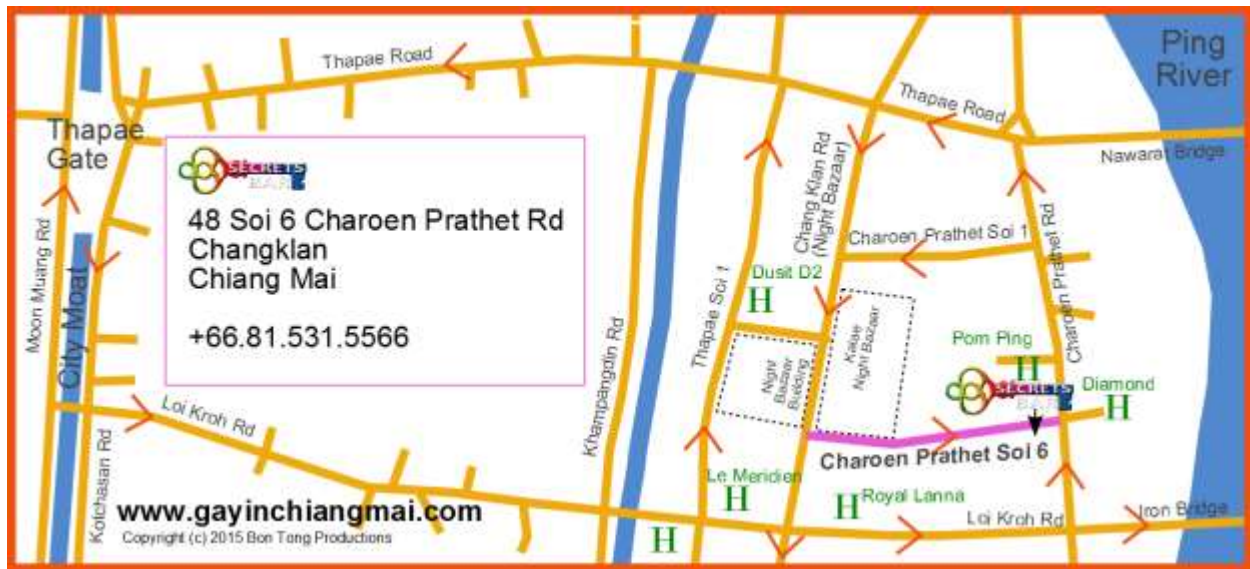 Thapae Road
Ping
River
Thapae Road
Thapae
Gate
Nawarat Bridge
SECRETS
BAR
48 Soi 6 Charoen Prathet Rd
Changklan
Chiang Mai
+66.81.531.5566
Moon Muang Rd
City Moat
Chang Klan Rd
(Night Bazaar)
Charoen Prathet Soi 1
Charoen Prathet Rd
Dusit D2
H
Thapae Soi 1
Khampangdin Rd
Night
Bazaar
Building
Kalae
Night Bazaar
Porn Ping
H
SECRETS
BAR
Diamond
H
Loi Kroh Rd
Kotchasan Rd
Charoen Prathet Soi 6
Le Meridien
H
Royal Lanna
H
Loi Kroh Rd
Iron Bridge
H
www.gayinchiangmai.com
Copyright (c) 2015 Bon Tong Productions